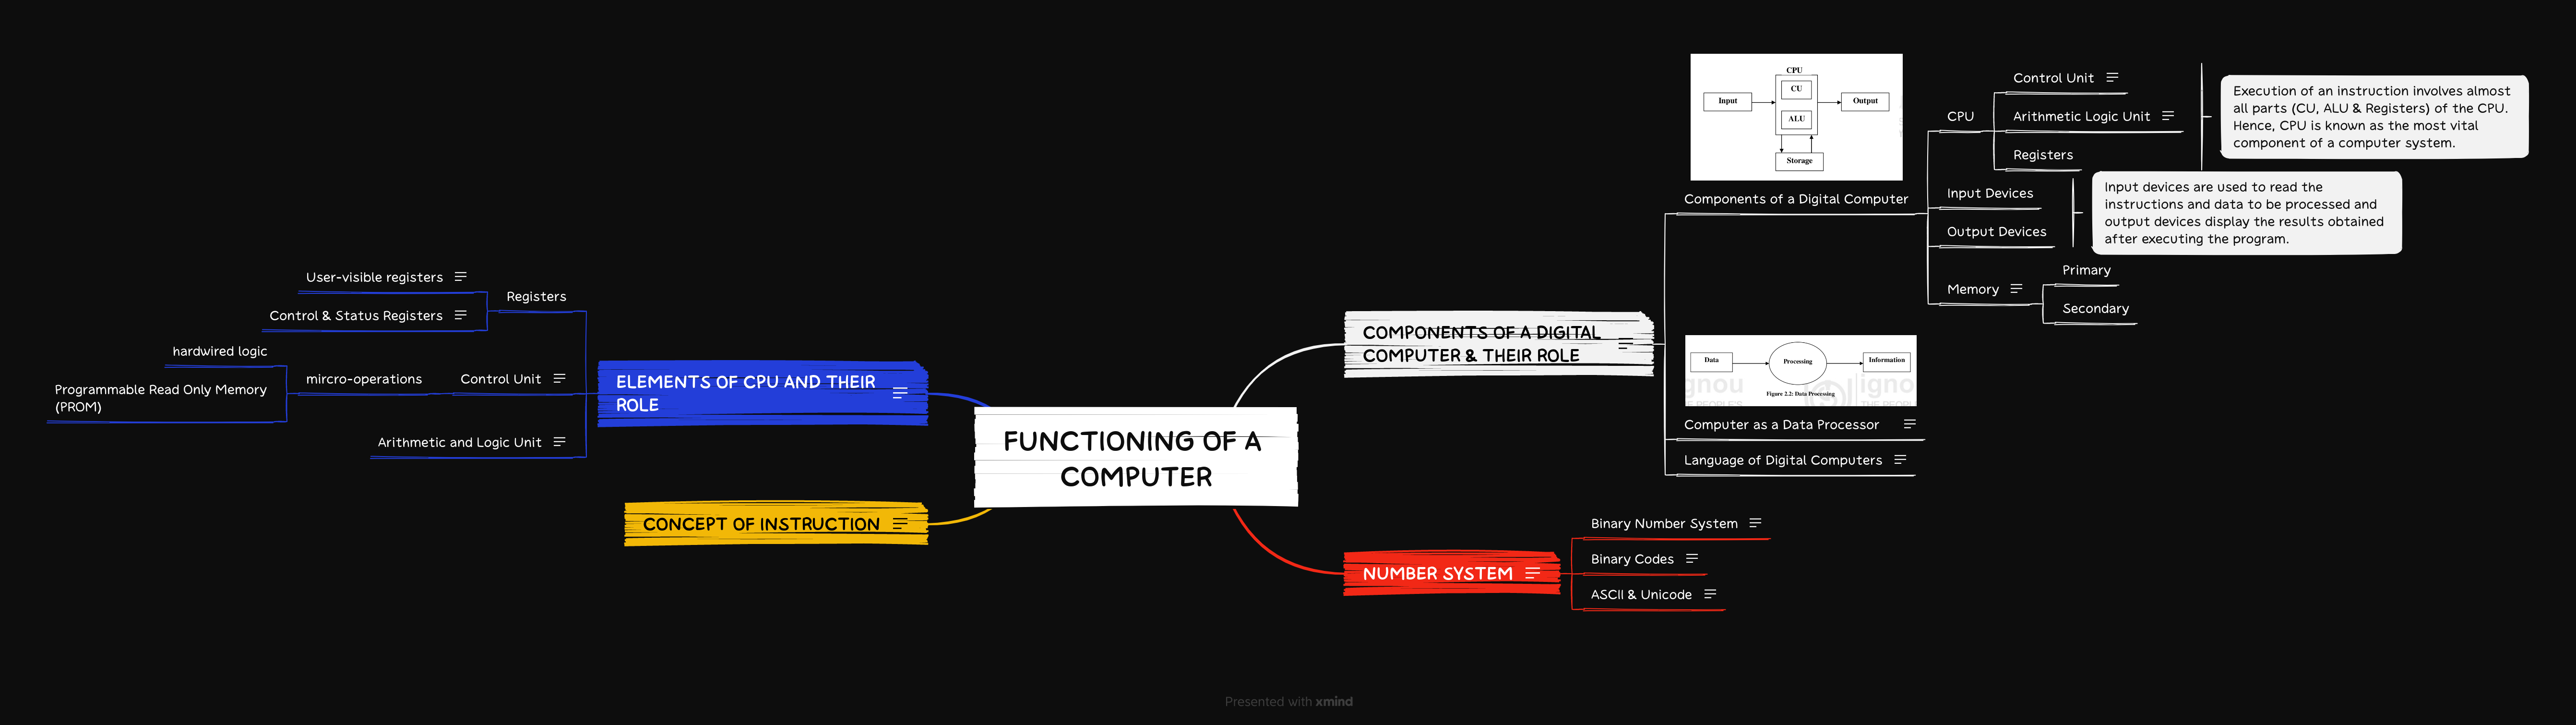 FUNCTIONING OF A
COMPUTER
COMPONENTS OF A DIGITAL
COMPUTER & THEIR ROLE
CPU
CU
ALU
Input
Output
Storage
Components of a Digital Computer
CPU
Control Unit
Arithmetic Logic Unit
Registers
Execution of an instruction involves almost
all parts (CU, ALU & Registers) of the CPU.
Hence, CPU is known as the most vital
component of a computer system.
Input Devices
Output Devices
Input devices are used to read the
instructions and data to be processed and
output devices display the results obtained
after executing the program.
Memory
Primary
Secondary
Data
Processing
Information
ignou
ignou
THE PEOPLE'S
THE PEOPL
Figure 2.2: Data Processing
Computer as a Data Processor
Language of Digital Computers
NUMBER SYSTEM
Binary Number System
Binary Codes
ASCII & Unicode
ELEMENTS OF CPU AND THEIR
ROLE
Registers
User-visible registers
Control & Status Registers
Control Unit
mircro-operations
hardwired logic
Programmable Read Only Memory
(PROM)
Arithmetic and Logic Unit
CONCEPT OF INSTRUCTION
Presented with xmind